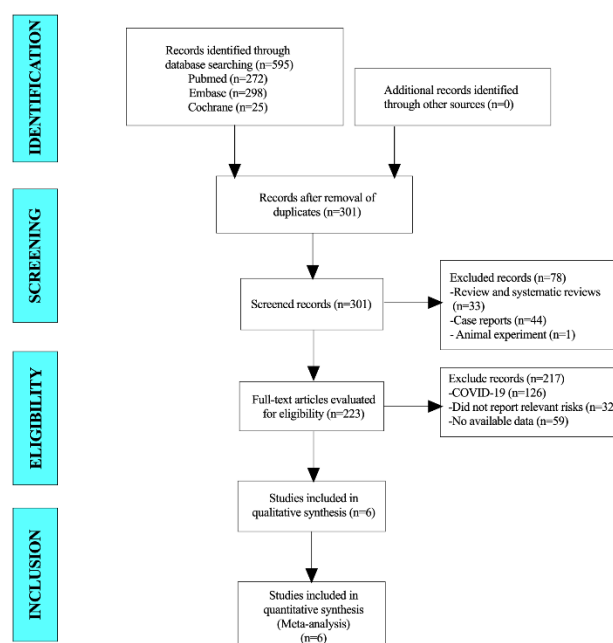 IDENTIFICATION
Records identified through
database searching (n=595)
Pubmed (n=272)
Embase (n=298)
Cochrane (n=25)
Additional records identified
through other sources (n=0)
Records after removal of
duplicates (n=301)
SCREENING
Screened records (n=301)
Excluded records (n=78)
-Review and systematic reviews
(n=33)
-Case reports (n=44)
- Animal experiment (n=1)
ELIGIBILITY
Full-text articles evaluated
for eligibility (n=223)
Exclude records (n=217)
-COVID-19 (n=126)
-Did not report relevant risks (n=32
-No available data (n=59)
Studies included in
qualitative synthesis (n=6)
INCLUSION
Studies included in
quantitative synthesis
(Meta-analysis)
(n=6)